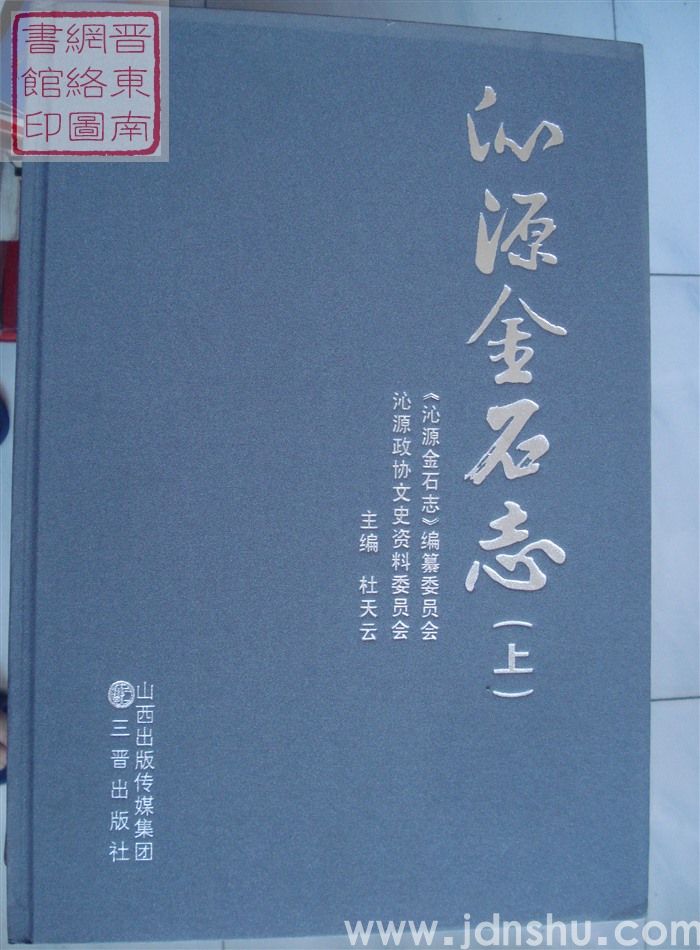 晋東南
網絡圖
書館印
沁源金石志(上)
《沁源金石志》编纂委员会
沁源政协文史资料委员会
主编 杜天云
山西出版传媒集团
三晋出版社
www.jdnshu.com